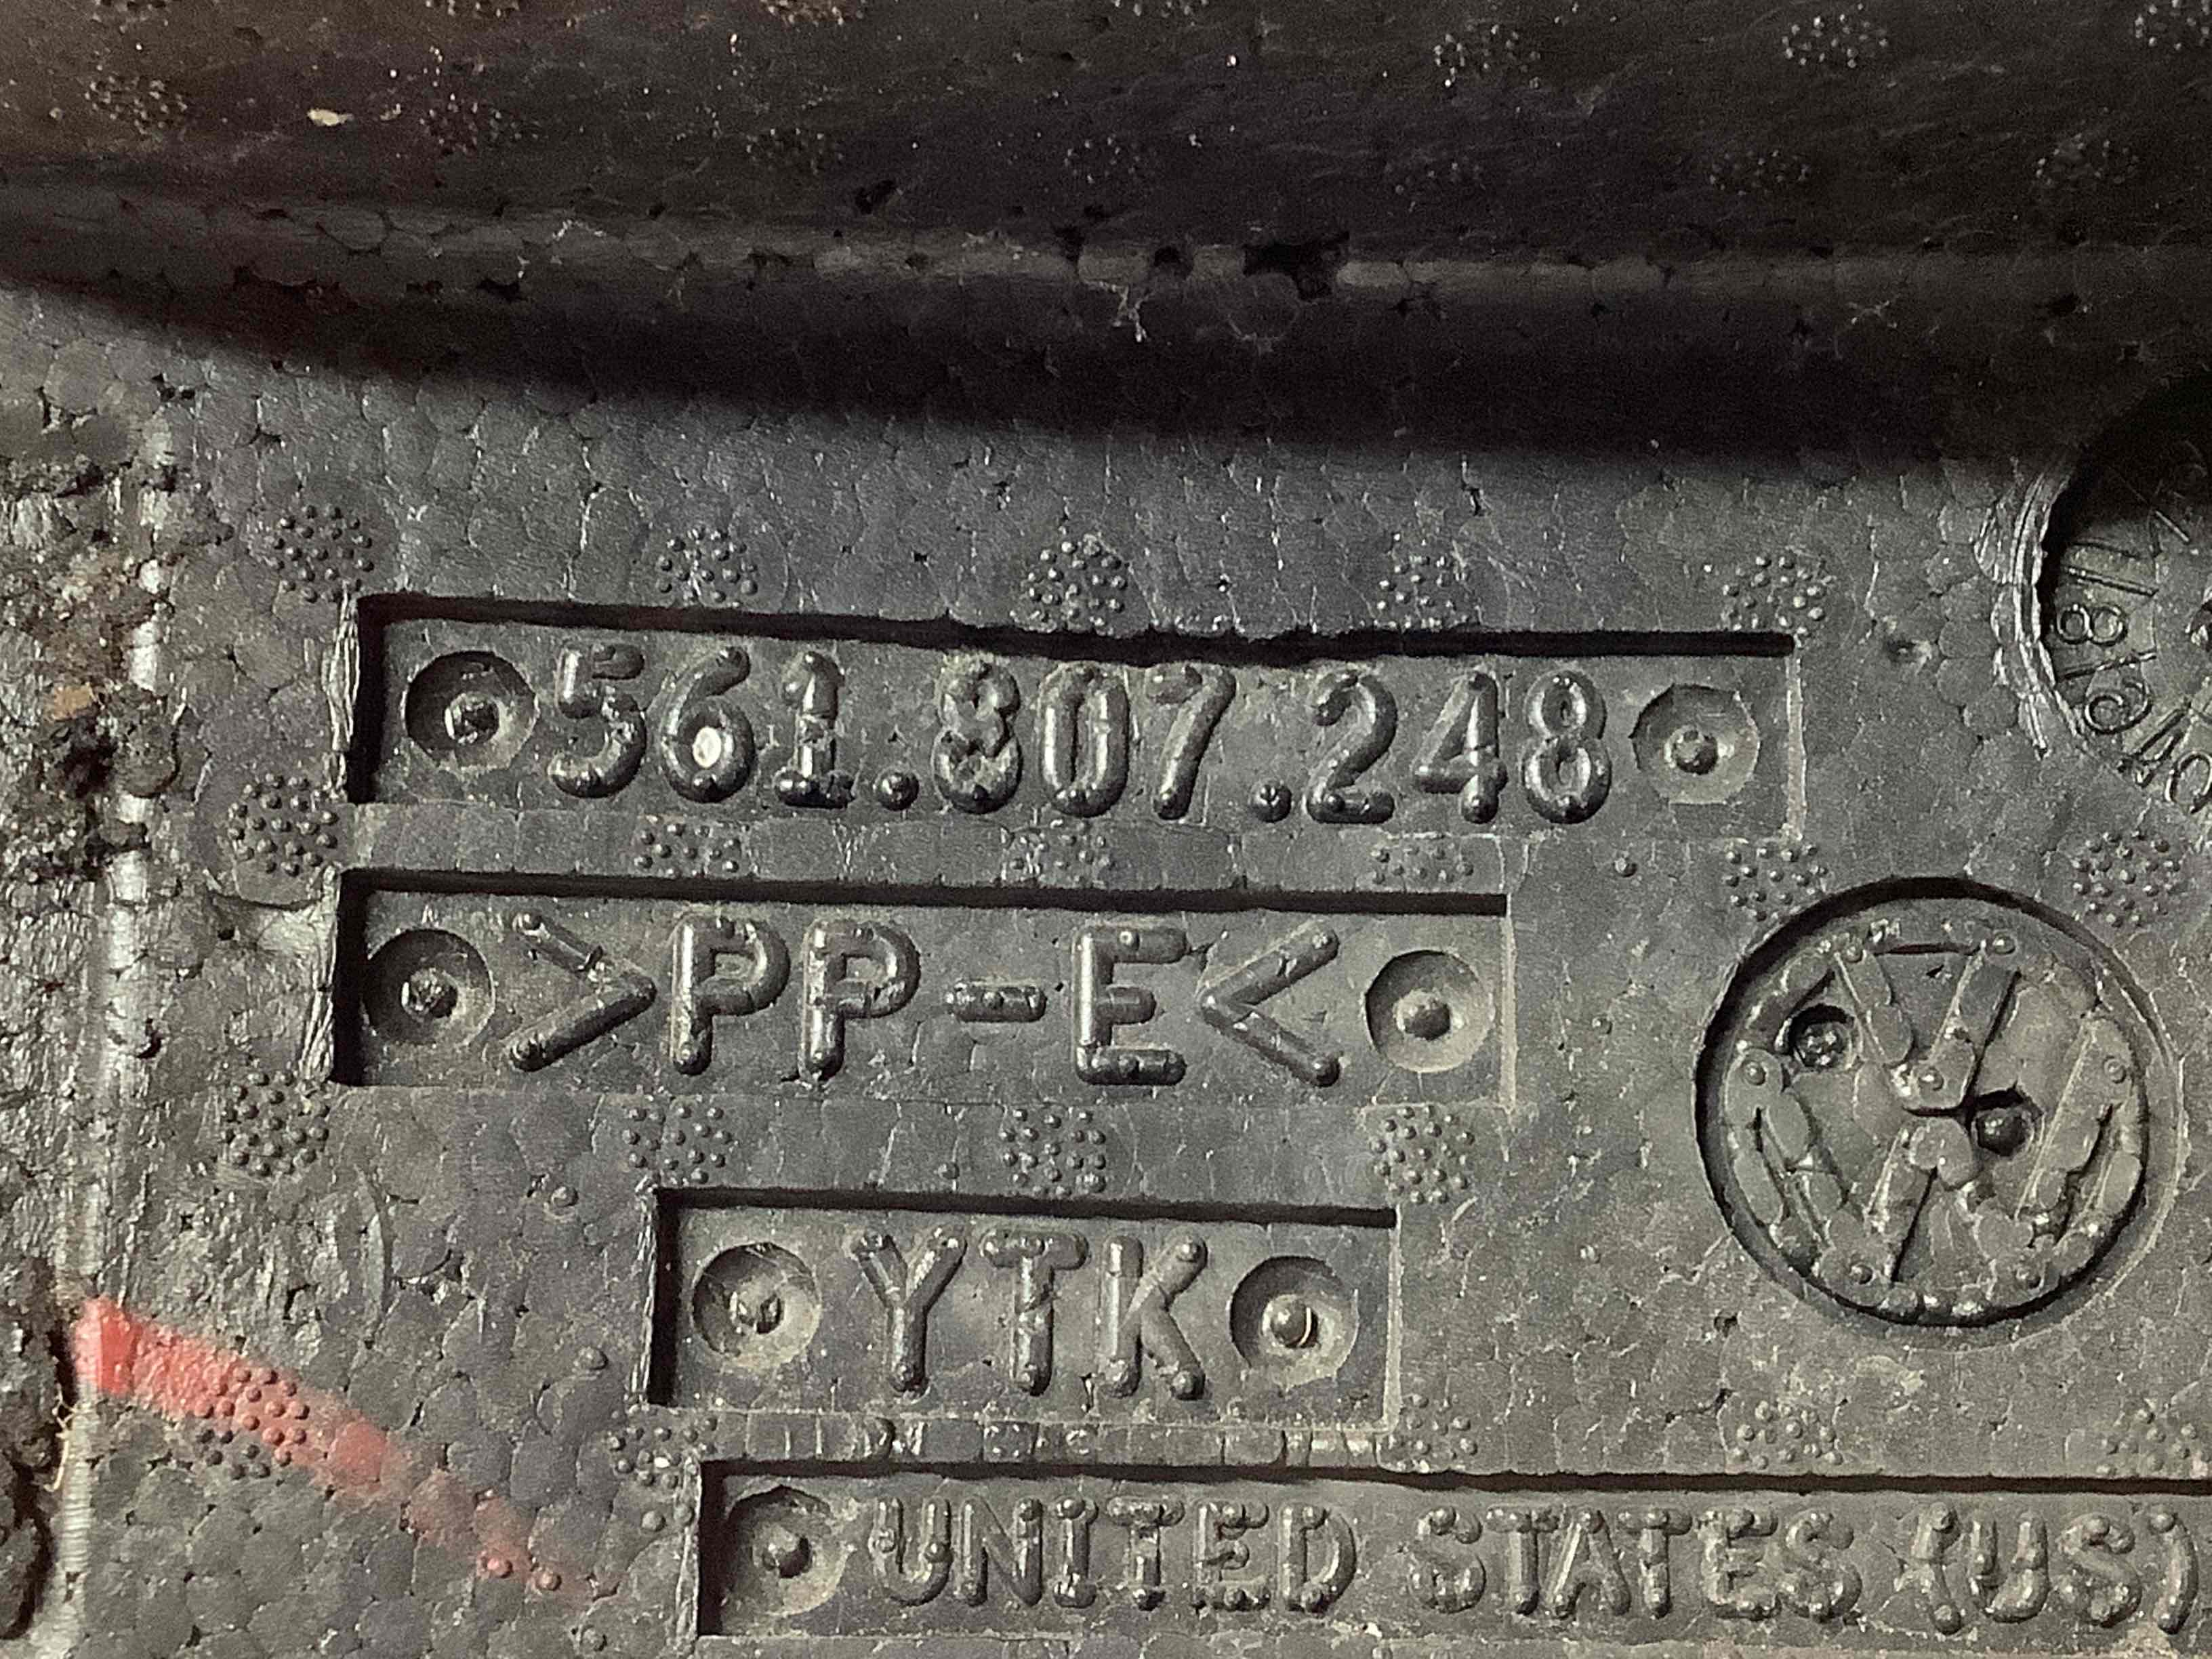 561.807.248
>PP-E<
YTK
UNITED STATES (US)